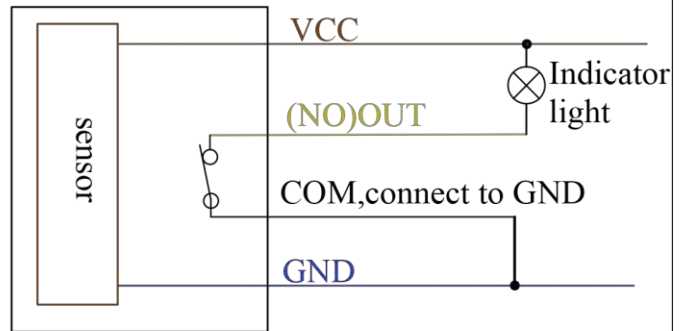 VCC
Indicator
light
(NO)OUT
sensor
COM,connect to GND
GND